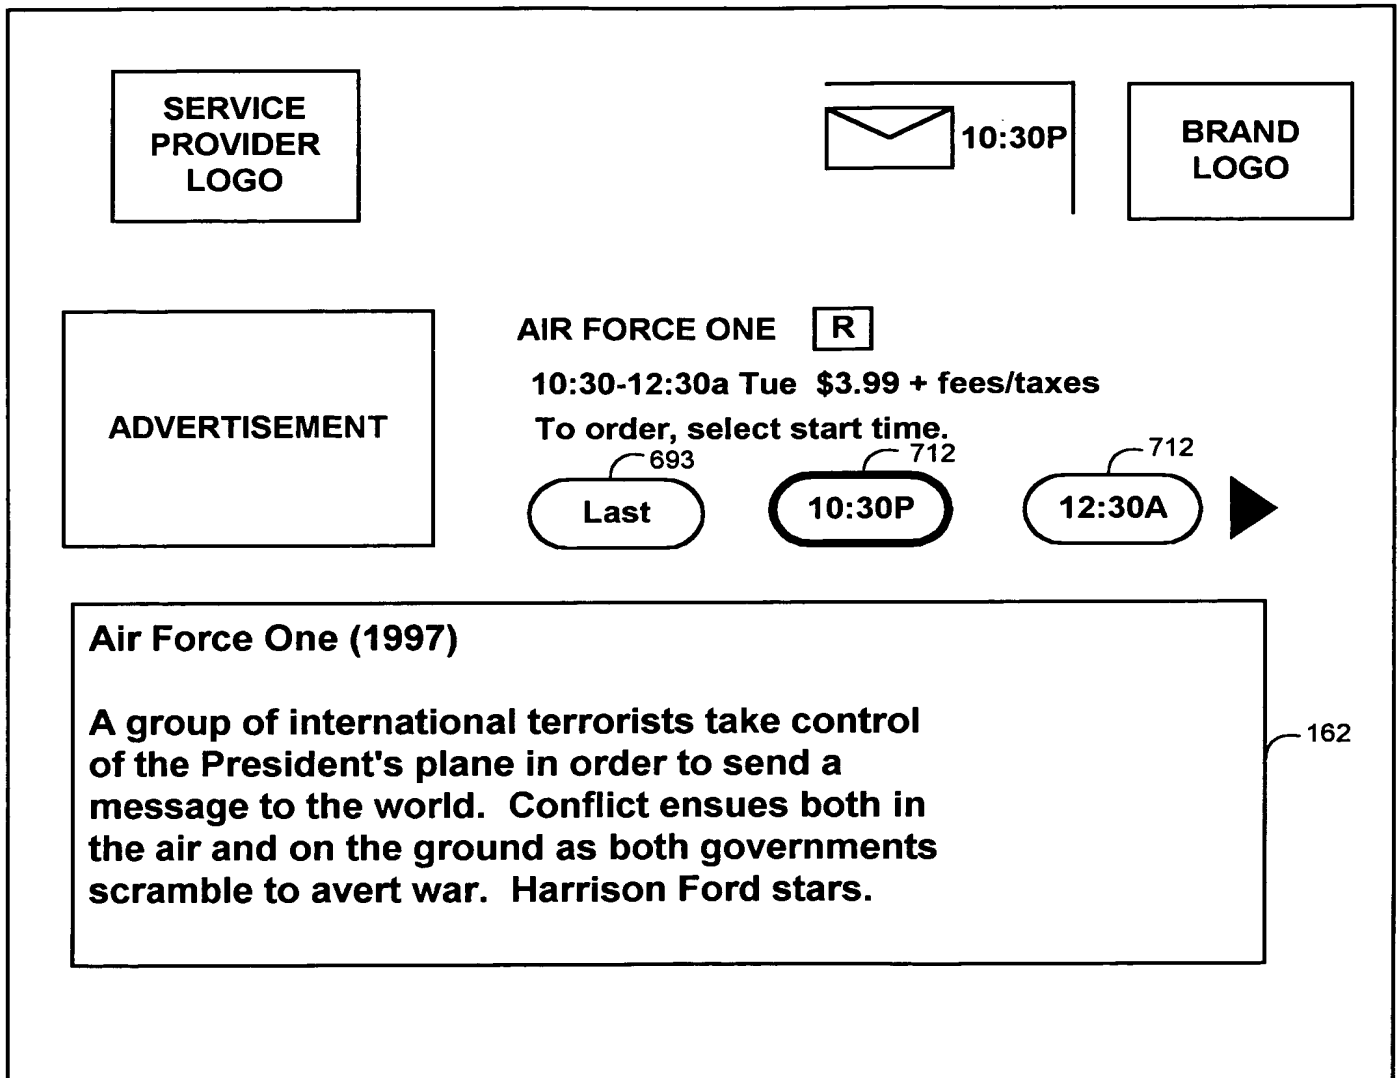 SERVICE
PROVIDER
LOGO
10:30P
BRAND
LOGO
ADVERTISEMENT
AIR FORCE ONE R
10:30-12:30a Tue $3.99 + fees/taxes
To order, select start time.
693 712 712
Last 10:30P 12:30A
Air Force One (1997)
A group of international terrorists take control
of the President's plane in order to send a
message to the world. Conflict ensues both in
the air and on the ground as both governments
scramble to avert war. Harrison Ford stars.
162